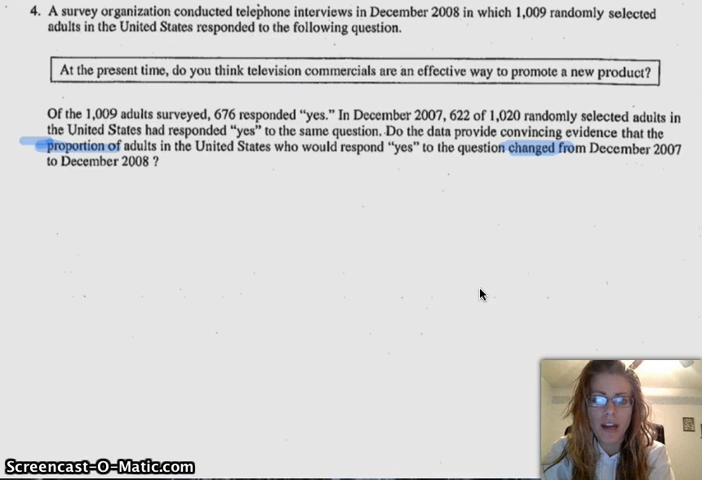 4. A survey organization conducted telephone interviews in December 2008 in which 1,009 randomly selected
adults in the United States responded to the following question.
At the present time, do you think television commercials are an effective way to promote a new product?
Of the 1,009 adults surveyed, 676 responded “yes.” In December 2007, 622 of 1,020 randomly selected adults in
the United States had responded “yes” to the same question. Do the data provide convincing evidence that the
proportion of adults in the United States who would respond “yes” to the question changed from December 2007
to December 2008 ?
Screencast-O-Matic.com